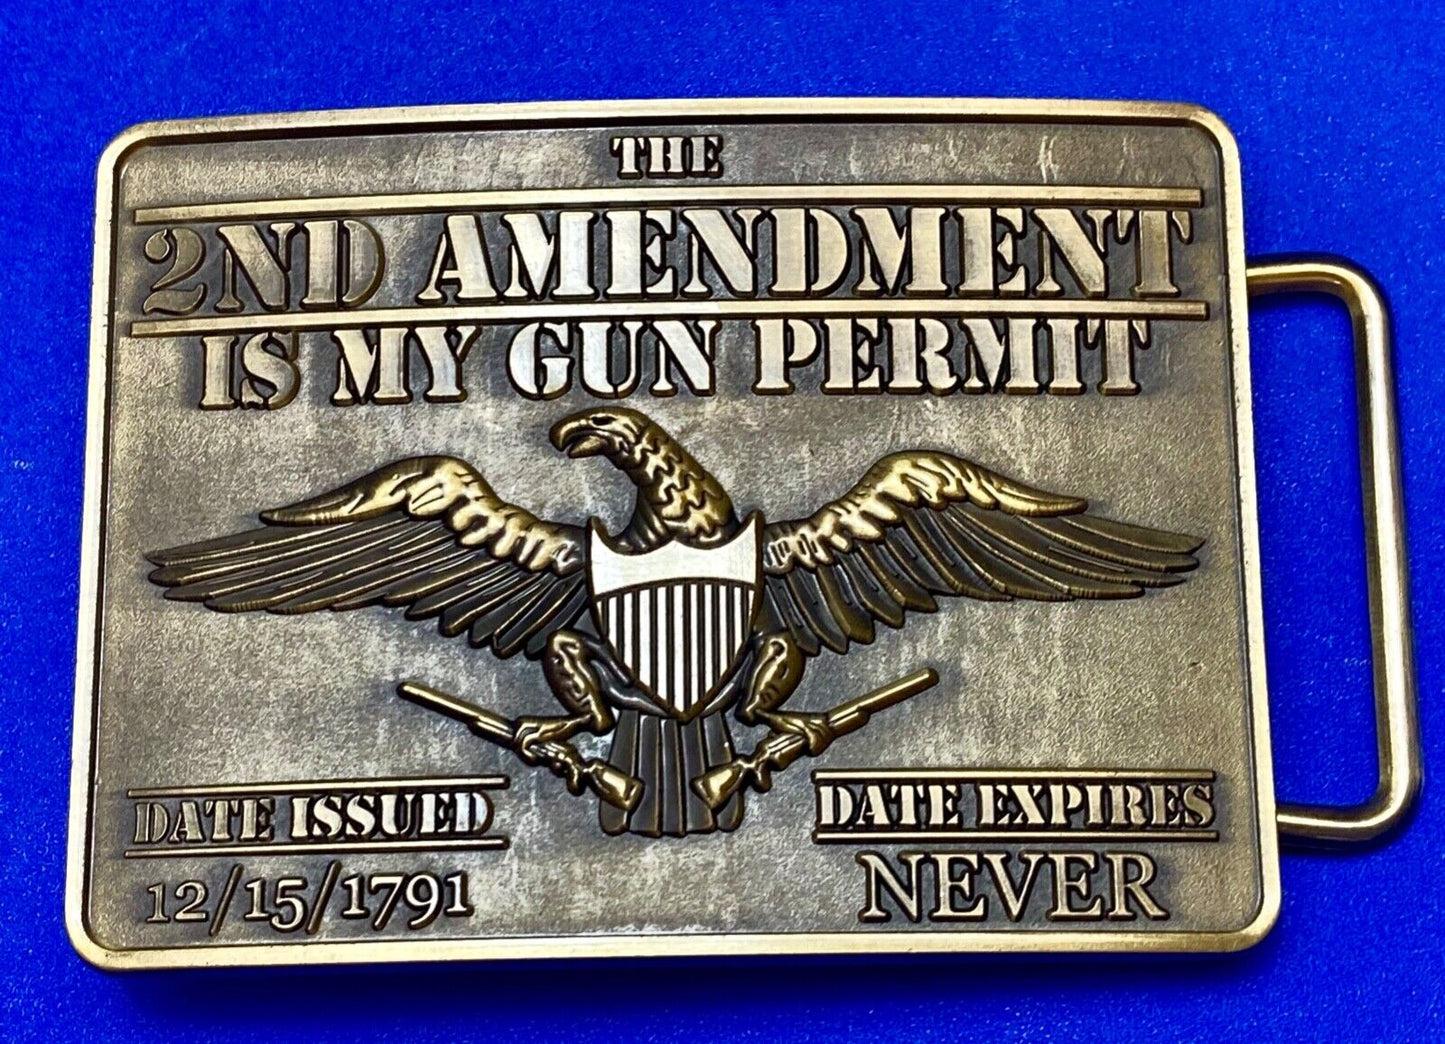 THE
2ND AMENDMENT
IS MY GUN PERMIT
DATE ISSUED
12/15/1791
DATE EXPIRES
NEVER